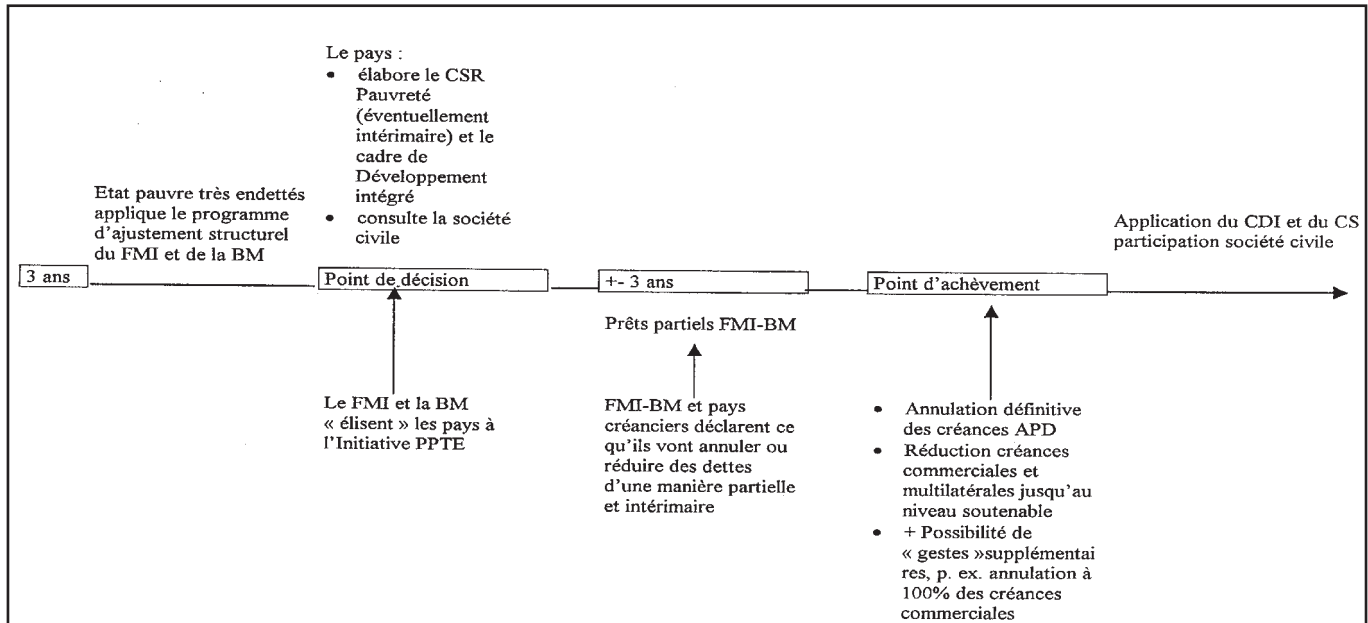 Le pays :
• élabore le CSR
Pauvreté
(éventuellement
intérimaire) et le
cadre de
Développement
intégré
• consulte la société
civile
Etat pauvre très endettés
applique le programme
d'ajustement structurel
du FMI et de la BM
Application du CDI et du CS
participation société civile
3 ans
Point de décision
+- 3 ans
Point d'achèvement
Prêts partiels FMI-BM
Le FMI et la BM
« élisent » les pays à
l'Initiative PPTE
FMI-BM et pays
créanciers déclarent ce
qu'ils vont annuler ou
réduire des dettes
d'une manière partielle
et intérimaire
• Annulation définitive
des créances APD
• Réduction créances
commerciales et
multilatérales jusqu'au
niveau soutenable
• + Possibilité de
« gestes »supplémentai
res, p. ex. annulation à
100% des créances
commerciales